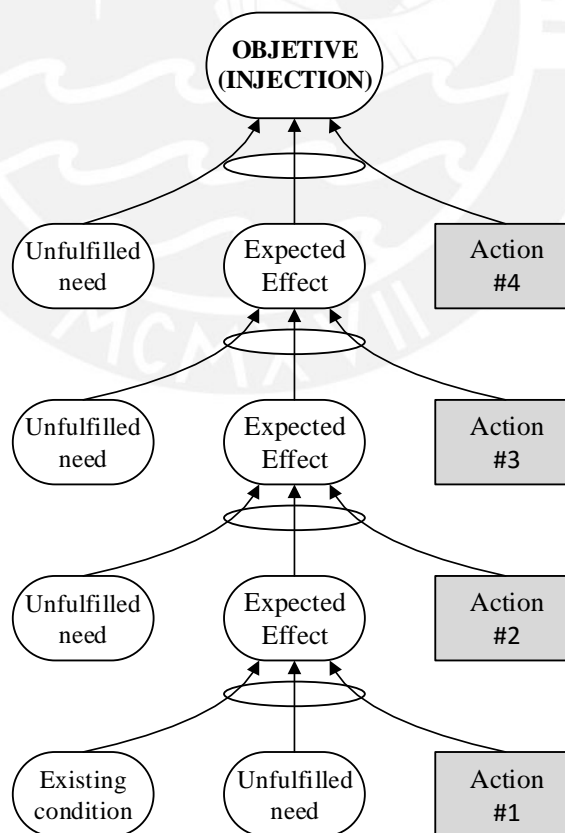 OBJETIVE
(INJECTION)
Unfulfilled
need
Expected
Effect
Action
#4
MCMXVII
Unfulfilled
need
Expected
Effect
Action
#3
Unfulfilled
need
Expected
Effect
Action
#2
Existing
condition
Unfulfilled
need
Action
#1